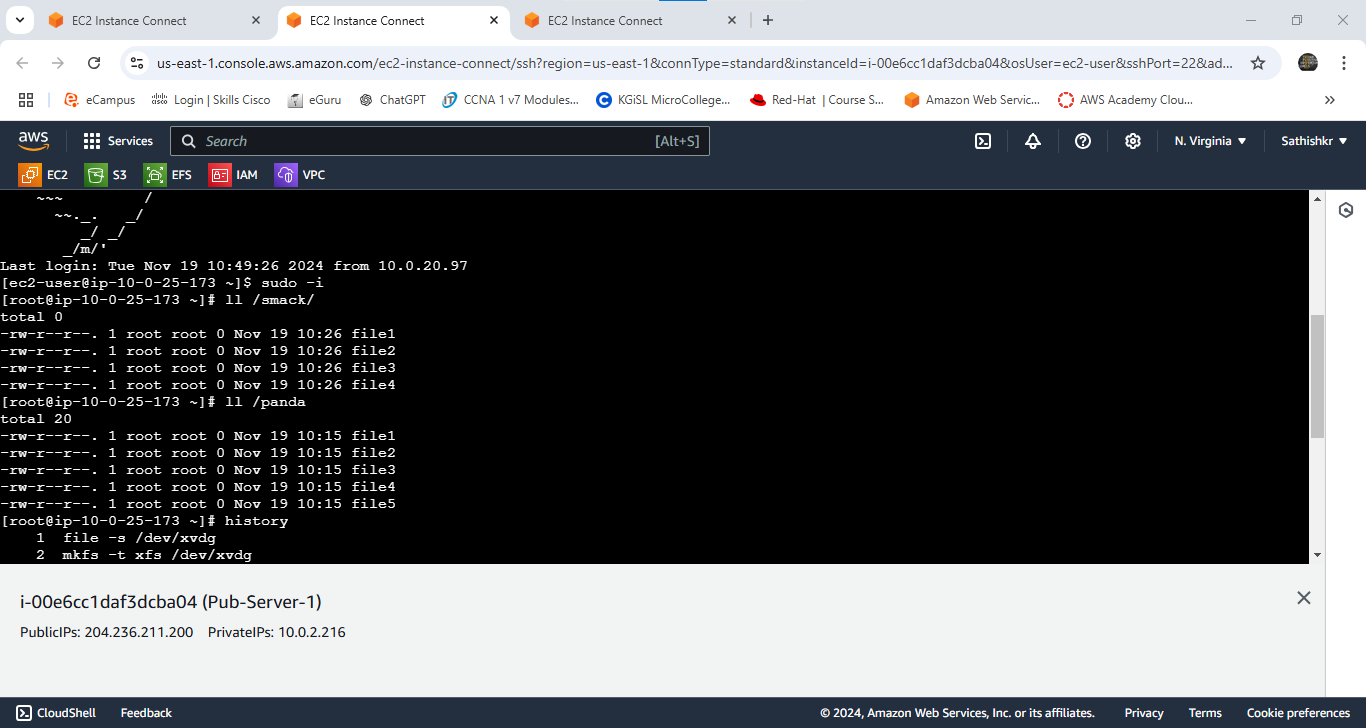 EC2 Instance Connect
EC2 Instance Connect
EC2 Instance Connect
us-east-1.console.aws.amazon.com/ec2-instance-connect/ssh?region=us-east-1&connType=standard&instanceId=i-00e6cc1daf3dcba04&osUser=ec2-user&sshPort=22&ad...
eCampus
Login | Skills Cisco
eGuru
ChatGPT
CCNA 1 v7 Modules...
KGiSL MicroCollege...
Red-Hat | Course S...
Amazon Web Servic...
AWS Academy Clou...
aws
Services
Search
[Alt+S]
N. Virginia
Sathishkr
EC2
S3
EFS
IAM
VPC
~~~         /
~~._.   _/
_/ _/
_/m/'
Last login: Tue Nov 19 10:49:26 2024 from 10.0.20.97
[ec2-user@ip-10-0-25-173 ~]$ sudo -i
[root@ip-10-0-25-173 ~]# ll /smack/
total 0
-rw-r--r--. 1 root root 0 Nov 19 10:26 file1
-rw-r--r--. 1 root root 0 Nov 19 10:26 file2
-rw-r--r--. 1 root root 0 Nov 19 10:26 file3
-rw-r--r--. 1 root root 0 Nov 19 10:26 file4
[root@ip-10-0-25-173 ~]# ll /panda
total 20
-rw-r--r--. 1 root root 0 Nov 19 10:15 file1
-rw-r--r--. 1 root root 0 Nov 19 10:15 file2
-rw-r--r--. 1 root root 0 Nov 19 10:15 file3
-rw-r--r--. 1 root root 0 Nov 19 10:15 file4
-rw-r--r--. 1 root root 0 Nov 19 10:15 file5
[root@ip-10-0-25-173 ~]# history
1  file -s /dev/xvdg
2  mkfs -t xfs /dev/xvdg
i-00e6cc1daf3dcba04 (Pub-Server-1)
PublicIPs: 204.236.211.200 PrivateIPs: 10.0.2.216
CloudShell
Feedback
© 2024, Amazon Web Services, Inc. or its affiliates.
Privacy
Terms
Cookie preferences